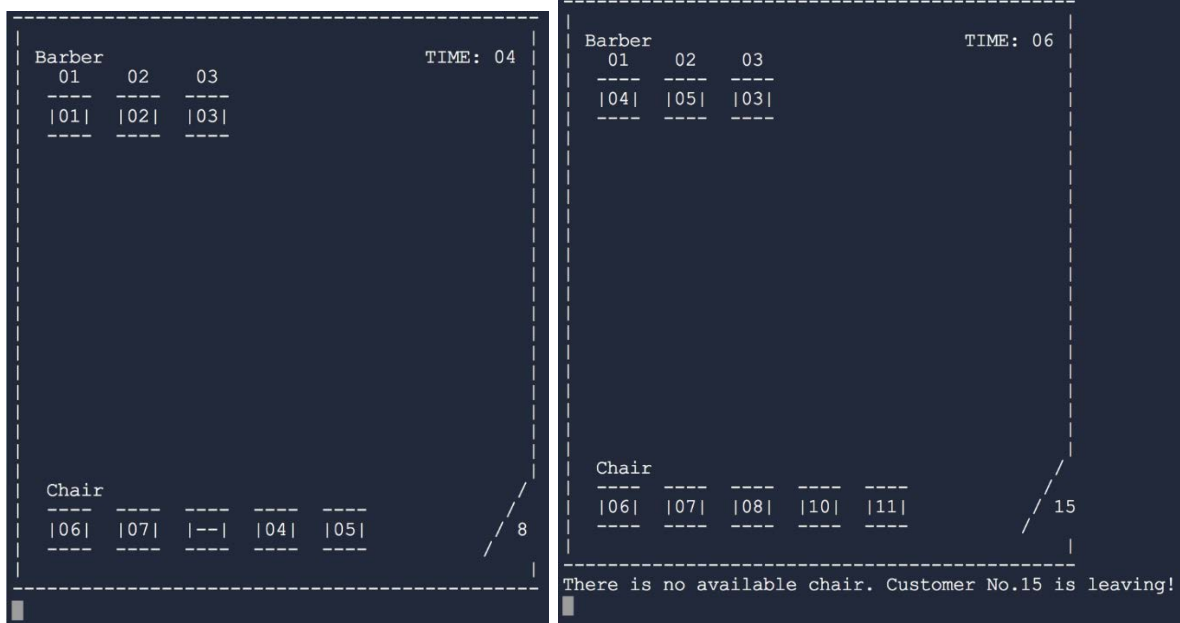 Barber TIME: 04
01 02 03
|01| |02| |03|
Chair
|06| |07| |--| |04| |05| / 8
Barber TIME: 06
01 02 03
|04| |05| |03|
Chair
|06| |07| |08| |10| |11| / 15
There is no available chair. Customer No.15 is leaving!